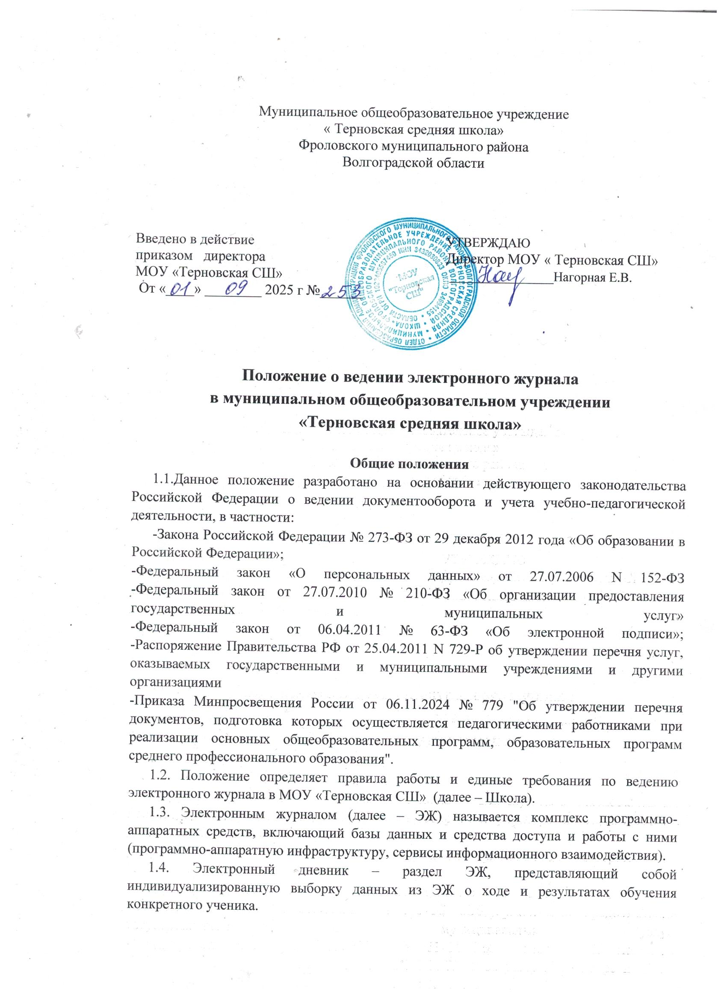 Муниципальное общеобразовательное учреждение
« Терновская средняя школа»
Фроловского муниципального района
Волгоградской области
Введено в действие
приказом директора
МОУ «Терновская СШ»
От «01» 09 2025 г № 253
УТВЕРЖДАЮ
Директор МОУ « Терновская СШ»
Нагорная Е.В.
МОУ
"Терновская
СШ"
Положение о ведении электронного журнала
в муниципальном общеобразовательном учреждении
«Терновская средняя школа»
Общие положения
1.1.Данное положение разработано на основании действующего законодательства
Российской Федерации о ведении документооборота и учета учебно-педагогической
деятельности, в частности:
-Закона Российской Федерации № 273-ФЗ от 29 декабря 2012 года «Об образовании в
Российской Федерации»;
-Федеральный закон «О персональных данных» от 27.07.2006 N 152-ФЗ
-Федеральный закон от 27.07.2010 № 210-ФЗ «Об организации предоставления
государственных и муниципальных услуг»
-Федеральный закон от 06.04.2011 № 63-ФЗ «Об электронной подписи»;
-Распоряжение Правительства РФ от 25.04.2011 N 729-Р об утверждении перечня услуг,
оказываемых государственными и муниципальными учреждениями и другими
организациями
-Приказа Минпросвещения России от 06.11.2024 № 779 "Об утверждении перечня
документов, подготовка которых осуществляется педагогическими работниками при
реализации основных общеобразовательных программ, образовательных программ
среднего профессионального образования".
1.2. Положение определяет правила работы и единые требования по ведению
электронного журнала в МОУ «Терновская СШ» (далее – Школа).
1.3. Электронным журналом (далее – ЭЖ) называется комплекс программно-
аппаратных средств, включающий базы данных и средства доступа и работы с ними
(программно-аппаратную инфраструктуру, сервисы информационного взаимодействия).
1.4. Электронный дневник – раздел ЭЖ, представляющий собой
индивидуализированную выборку данных из ЭЖ о ходе и результатах обучения
конкретного ученика.